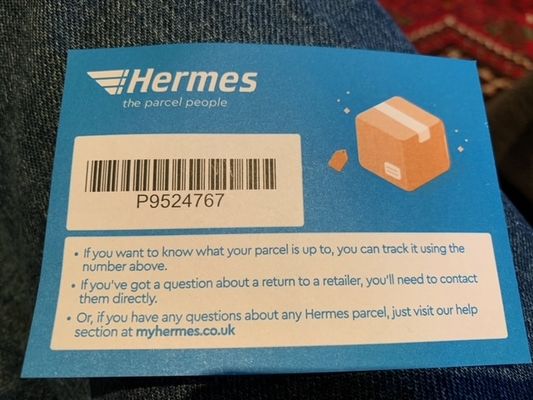 Hermes
the parcel people
P9524767
• If you want to know what your parcel is up to, you can track it using the
number above.
• If you've got a question about a return to a retailer, you'll need to contact
them directly.
• Or, if you have any questions about any Hermes parcel, just visit our help
section at myhermes.co.uk